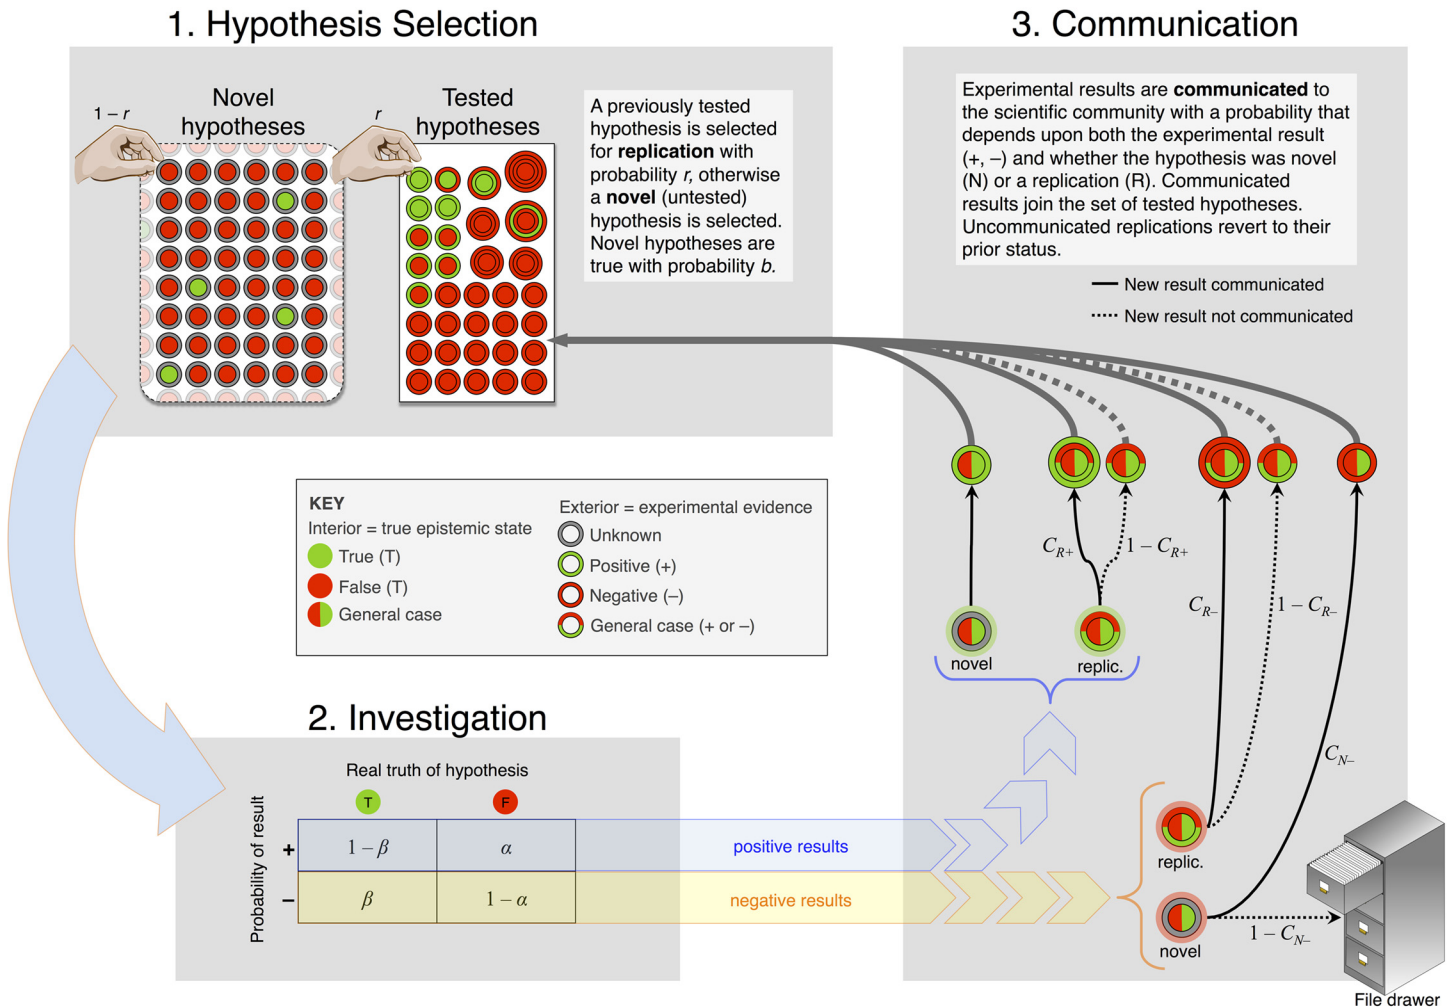 1. Hypothesis Selection
1 – r
Novel
hypotheses
r
Tested
hypotheses
A previously tested
hypothesis is selected
for replication with
probability r, otherwise
a novel (untested)
hypothesis is selected.
Novel hypotheses are
true with probability b.
3. Communication
Experimental results are communicated to
the scientific community with a probability that
depends upon both the experimental result
(+, –) and whether the hypothesis was novel
(N) or a replication (R). Communicated
results join the set of tested hypotheses.
Uncommunicated replications revert to their
prior status.
New result communicated
New result not communicated
KEY
Interior = true epistemic state
True (T)
False (T)
General case
Exterior = experimental evidence
Unknown
Positive (+)
Negative (–)
General case (+ or –)
C_R+
1 – C_R+
C_R–
1 – C_R–
C_N–
novel
replic.
2. Investigation
Real truth of hypothesis
T
F
Probability of result
+
1 – β
α
positive results
–
β
1 – α
negative results
replic.
novel
1 – C_N–
File drawer